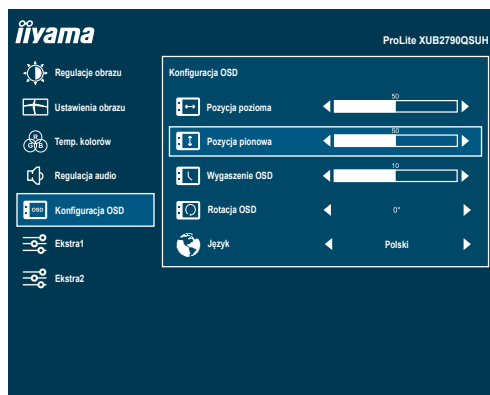 iiyama
ProLite XUB2790QSUH
Regulacje obrazu
Ustawienia obrazu
R
G B
Temp. kolorów
Regulacja audio
OSD
Konfiguracja OSD
Ekstra1
Ekstra2
Konfiguracja OSD
Pozycja pozioma
50
Pozycja pionowa
50
Wygaszenie OSD
10
Rotacja OSD
0°
Język
Polski